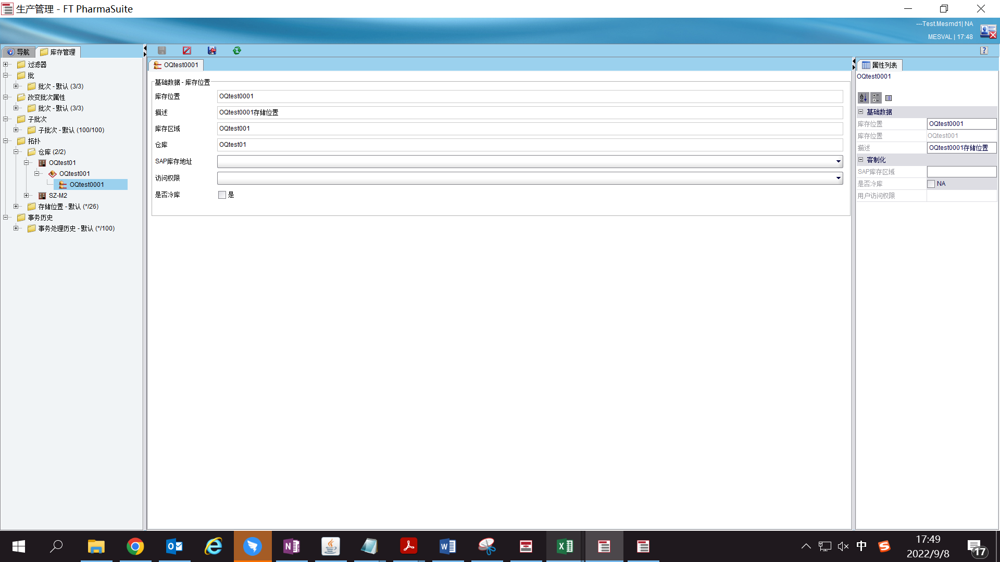 生产管理 - FT PharmaSuite
---Test.Mesmd1| NA
MESVAL | 17:48
导航
库存管理
过滤器
批
批次 - 默认 (3/3)
改变批次属性
批次 - 默认 (3/3)
子批次
子批次 - 默认 (100/100)
拓扑
仓库 (2/2)
OQtest01
OQtest001
OQtest0001
SZ-M2
存储位置 - 默认 (*/26)
事务历史
事务处理历史 - 默认 (*/100)
OQtest0001
基础数据 - 库存位置
库存位置 OQtest0001
描述 OQtest0001存储位置
库存区域 OQtest001
仓库 OQtest01
SAP库存地址
访问权限
是否冷库 是
?
属性列表
OQtest0001
基础数据
库存位置 OQtest0001
库存位置 OQtest001
描述 OQtest0001存储位置
客制化
SAP库存区域
是否冷库 NA
用户访问权限
中
17:49
2022/9/8
17